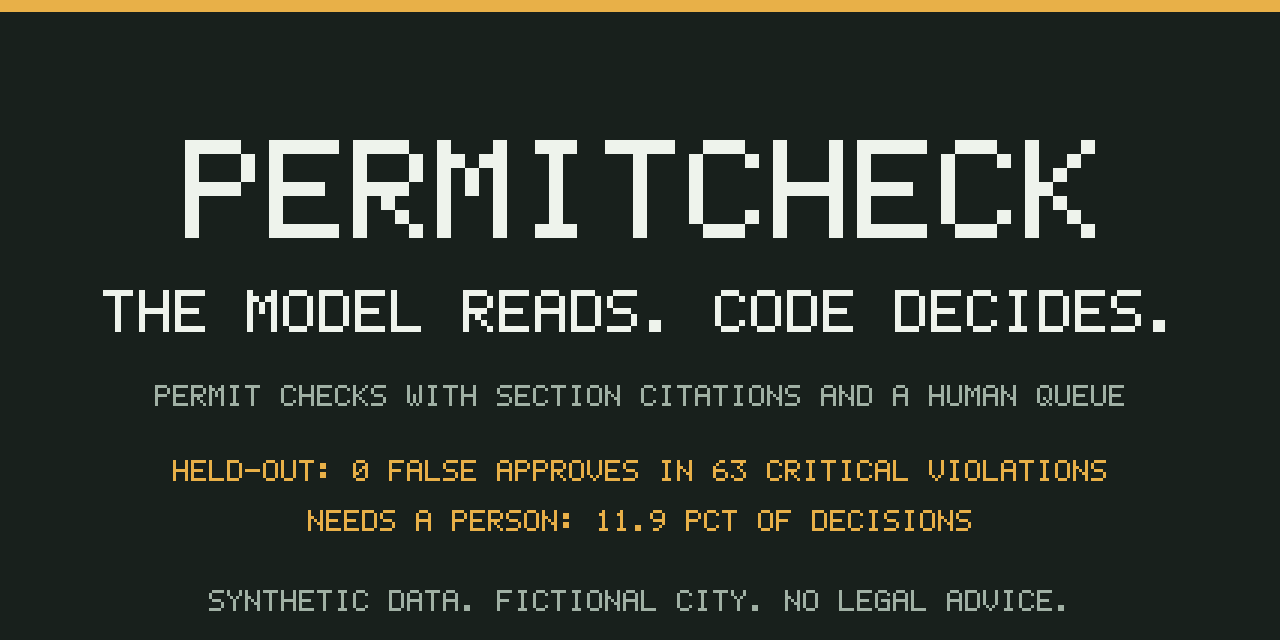 PERMITCHECK
THE MODEL READS. CODE DECIDES.
PERMIT CHECKS WITH SECTION CITATIONS AND A HUMAN QUEUE
HELD-OUT: 0 FALSE APPROVES IN 63 CRITICAL VIOLATIONS
NEEDS A PERSON: 11.9 PCT OF DECISIONS
SYNTHETIC DATA. FICTIONAL CITY. NO LEGAL ADVICE.